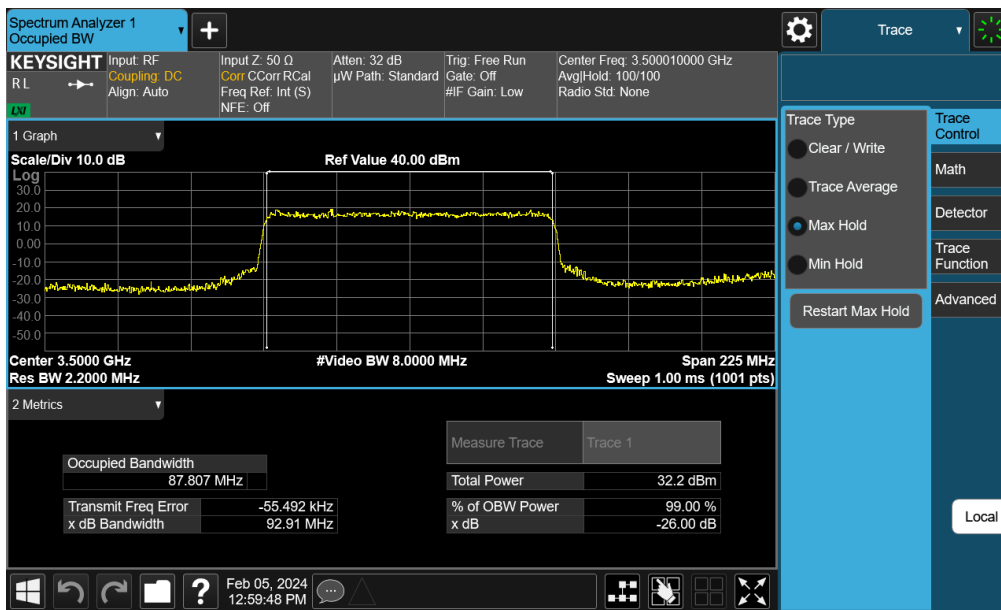 Spectrum Analyzer 1
Occupied BW
+
Trace
KEYSIGHT
RL
LXI
Input: RF
Coupling: DC
Align: Auto
Input Z: 50 Ω
Corr CCorr RCal
Freq Ref: Int (S)
NFE: Off
Atten: 32 dB
µW Path: Standard
Trig: Free Run
Gate: Off
#IF Gain: Low
Center Freq: 3.500010000 GHz
Avg|Hold: 100/100
Radio Std: None
1 Graph
Scale/Div 10.0 dB
Ref Value 40.00 dBm
Log
30.0
20.0
10.0
0.00
-10.0
-20.0
-30.0
-40.0
-50.0
Center 3.5000 GHz
#Video BW 8.0000 MHz
Span 225 MHz
Res BW 2.2000 MHz
Sweep 1.00 ms (1001 pts)
2 Metrics
Measure Trace Trace 1
Occupied Bandwidth
87.807 MHz
Total Power 32.2 dBm
Transmit Freq Error -55.492 kHz
% of OBW Power 99.00 %
x dB Bandwidth 92.91 MHz
x dB -26.00 dB
Trace Type
Clear / Write
Trace Average
Max Hold
Min Hold
Restart Max Hold
Trace
Control
Math
Detector
Trace
Function
Advanced
Local
?
Feb 05, 2024
12:59:48 PM